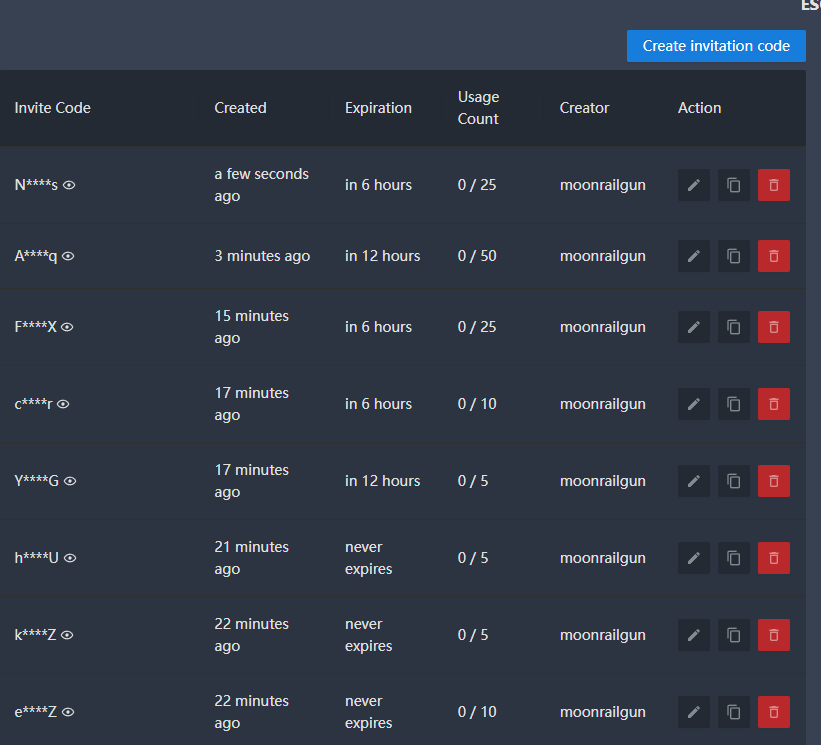 ES
Create invitation code
Invite Code Created Expiration Usage Count Creator Action
N****s a few seconds ago in 6 hours 0 / 25 moonrailgun
A****q 3 minutes ago in 12 hours 0 / 50 moonrailgun
F****X 15 minutes ago in 6 hours 0 / 25 moonrailgun
c****r 17 minutes ago in 6 hours 0 / 10 moonrailgun
Y****G 17 minutes ago in 12 hours 0 / 5 moonrailgun
h****U 21 minutes ago never expires 0 / 5 moonrailgun
k****Z 22 minutes ago never expires 0 / 5 moonrailgun
e****Z 22 minutes ago never expires 0 / 10 moonrailgun